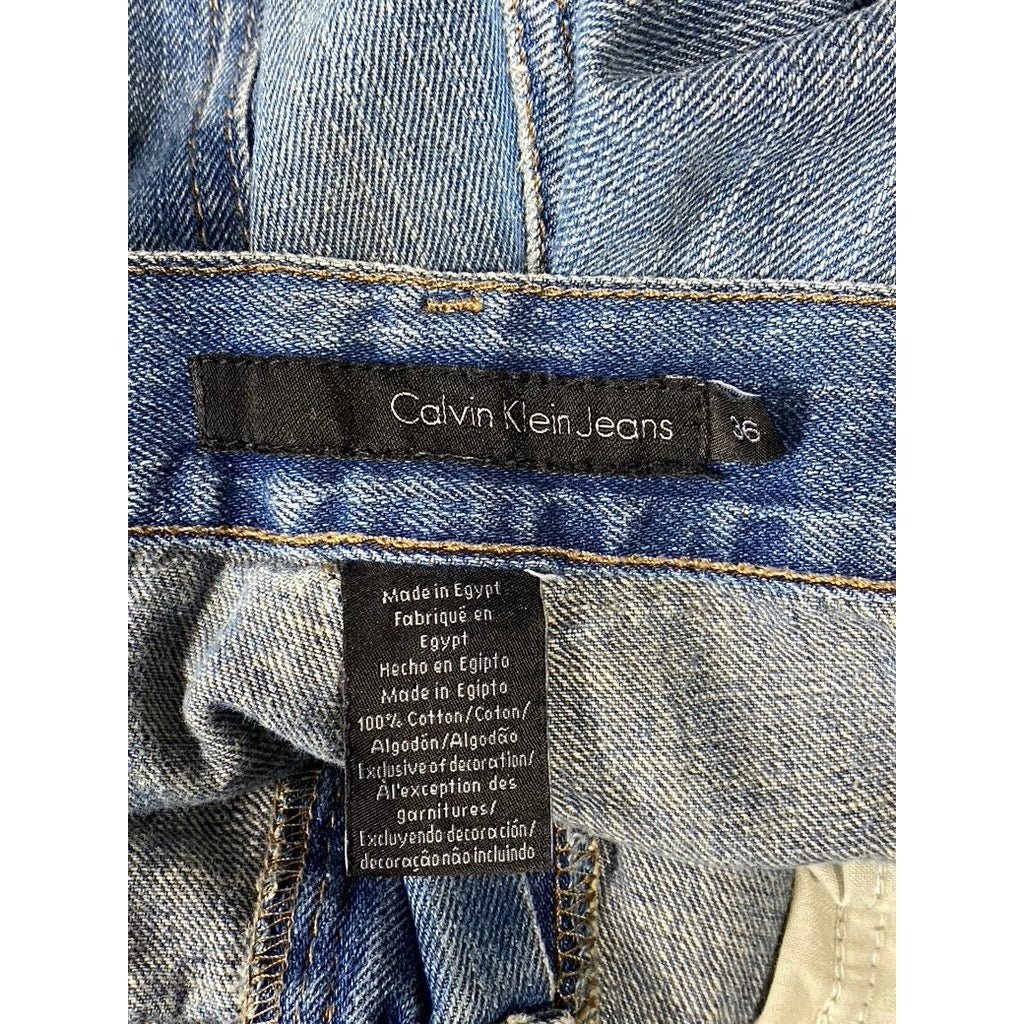 Calvin Klein Jeans
36
Made in Egypt
Fabriqué en
Egypt
Hecho en Egipto
Made in Egipto
100% Cotton/Coton/
Algodón/Algodão
Exclusive of decoration/
A l'exception des
garnitures/
Excluyendo decoración/
decoração não incluindo